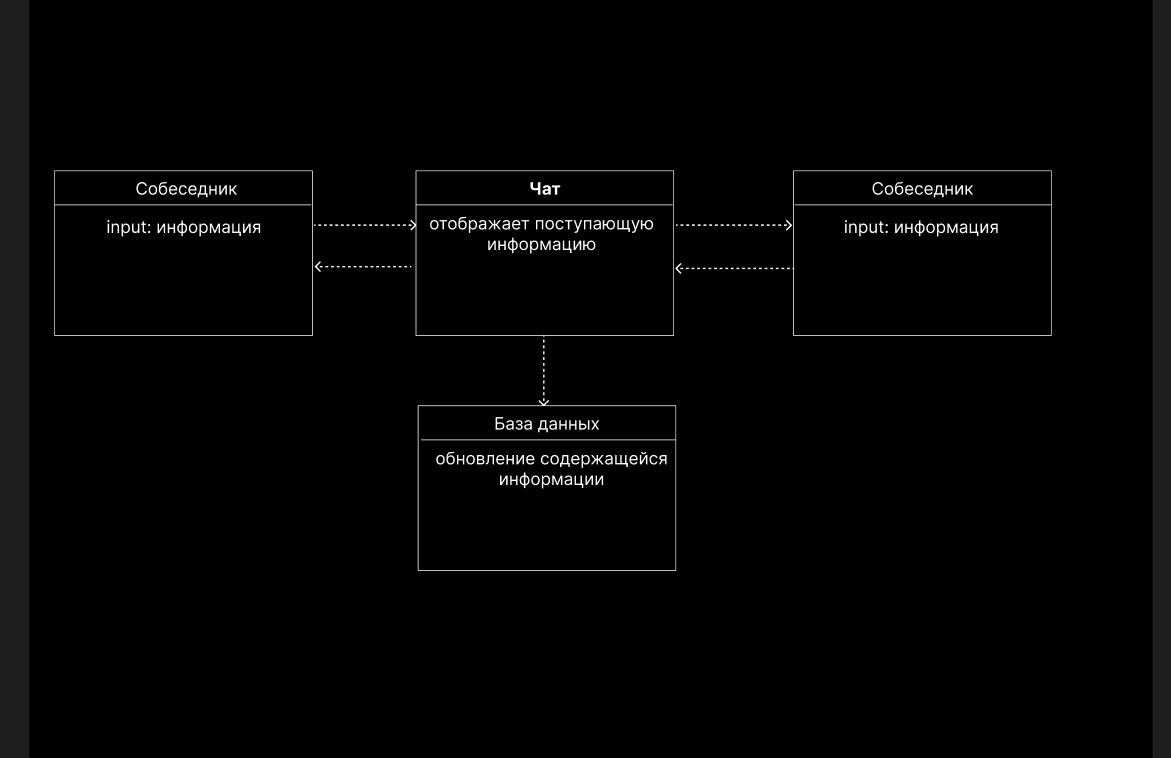 Собеседник
input: информация
Чат
отображает поступающую
информацию
Собеседник
input: информация
База данных
обновление содержащейся
информации